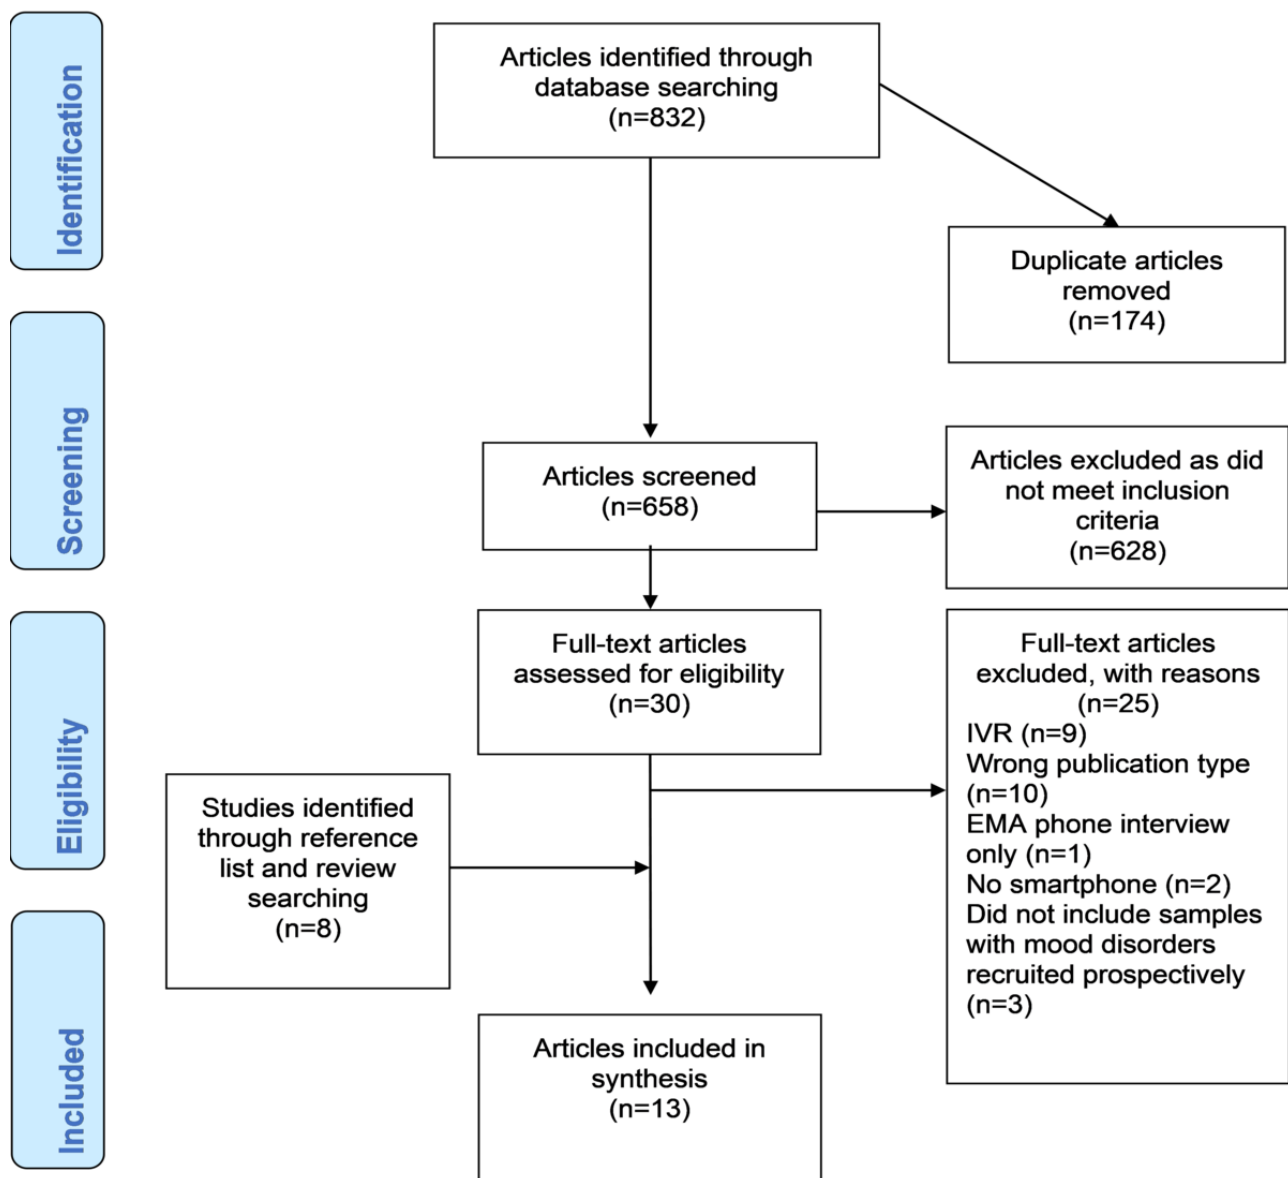 Identification
Articles identified through
database searching
(n=832)
Duplicate articles
removed
(n=174)
Screening
Articles screened
(n=658)
Articles excluded as did
not meet inclusion
criteria
(n=628)
Eligibility
Full-text articles
assessed for eligibility
(n=30)
Full-text articles
excluded, with reasons
(n=25)
IVR (n=9)
Wrong publication type
(n=10)
EMA phone interview
only (n=1)
No smartphone (n=2)
Did not include samples
with mood disorders
recruited prospectively
(n=3)
Studies identified
through reference
list and review
searching
(n=8)
Included
Articles included in
synthesis
(n=13)